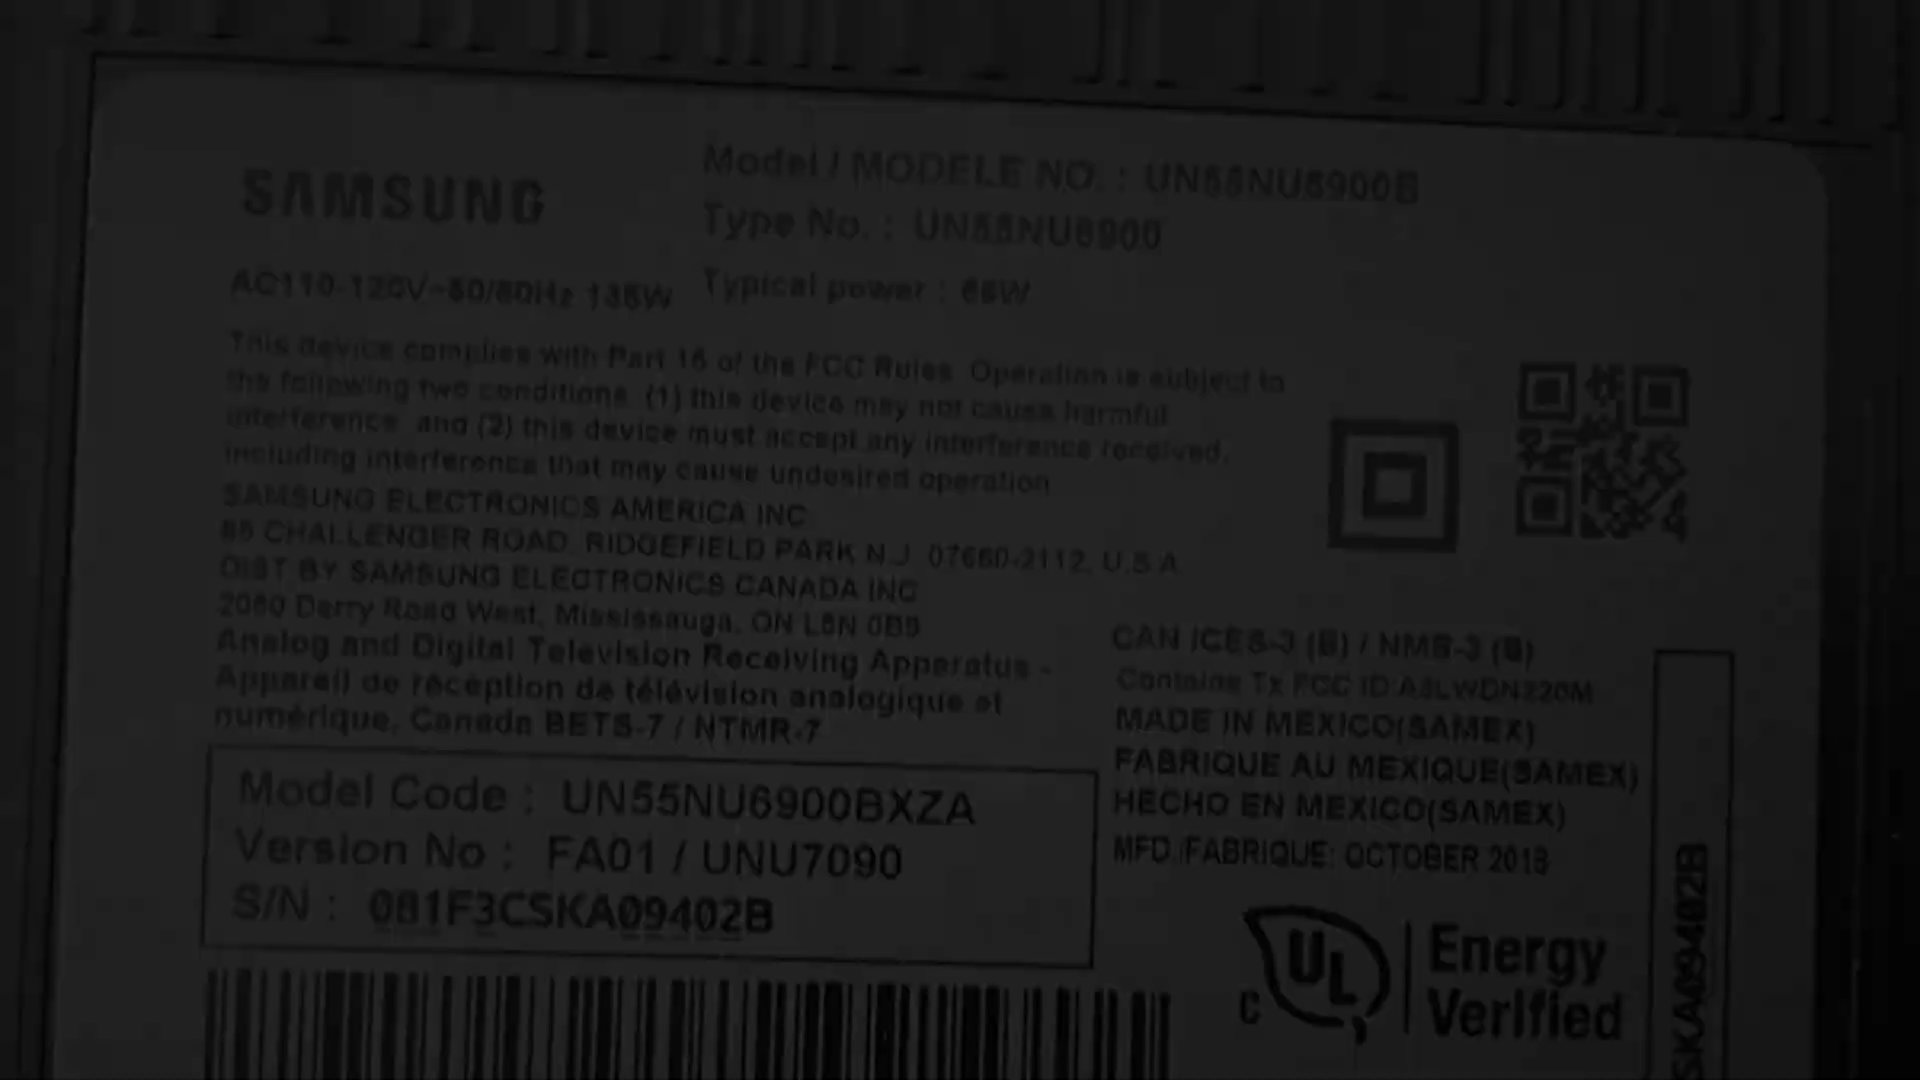 SAMSUNG
Model / MODELE NO. : UN55NU6900B
Type No. : UN55NU6900
AC110-120V~50/60Hz 135W
Typical power : 68W
This device complies with Part 15 of the FCC Rules. Operation is subject to
the following two conditions. (1) this device may not cause harmful
interference, and (2) this device must accept any interference received,
including interference that may cause undesired operation
SAMSUNG ELECTRONICS AMERICA INC
85 CHALLENGER ROAD, RIDGEFIELD PARK N.J. 07660-2112, U.S.A
DIST BY SAMSUNG ELECTRONICS CANADA INC
2050 Derry Road West, Mississauga, ON L5N 0B9
Analog and Digital Television Receiving Apparatus -
Appareil de réception de télévision analogique et
numérique, Canada BETS-7 / NTMR-7
Model Code : UN55NU6900BXZA
Version No : FA01 / UNU7090
S/N : 081F3CSKA09402B
CAN ICES-3 (B) / NMB-3 (B)
Contains Tx FCC ID:A3LWDN220M
MADE IN MEXICO(SAMEX)
FABRIQUE AU MEXIQUE(SAMEX)
HECHO EN MEXICO(SAMEX)
MFD./FABRIQUE: OCTOBER 2018
C UL Energy
Verified
SKA09402B